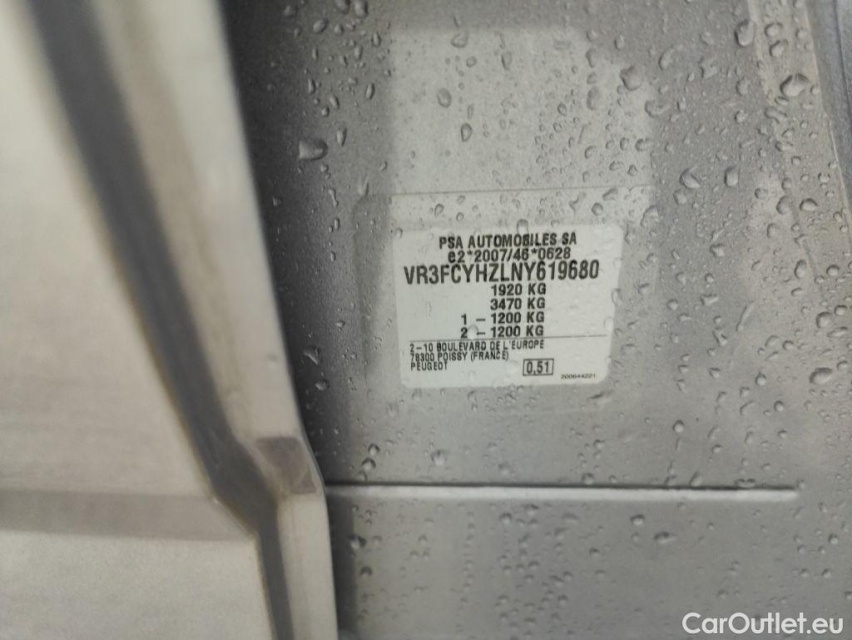 PSA AUTOMOBILES SA
e2*2007/46*0628
VR3FCYHZLNY619680
1920 KG
3470 KG
1 - 1200 KG
2 - 1200 KG
2-10 BOULEVARD DE L'EUROPE
78300 POISSY (FRANCE)
PEUGEOT
0.51
CarOutlet.eu